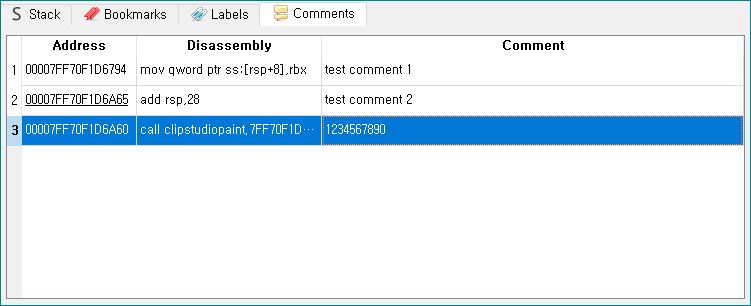 Stack Bookmarks Labels Comments
Address Disassembly Comment
1 00007FF70F1D6794 mov qword ptr ss:[rsp+8],rbx test comment 1
2 00007FF70F1D6A65 add rsp,28 test comment 2
3 00007FF70F1D6A60 call clipstudiopaint,7FF70F1D··· 1234567890